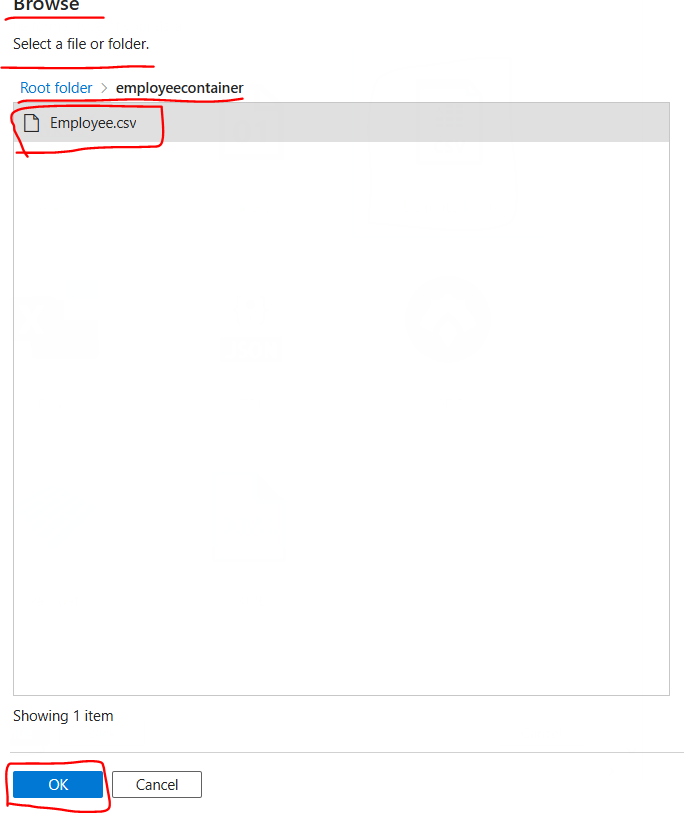 Browse
Select a file or folder.
Root folder > employeecontainer
Employee.csv
Showing 1 item
OK Cancel